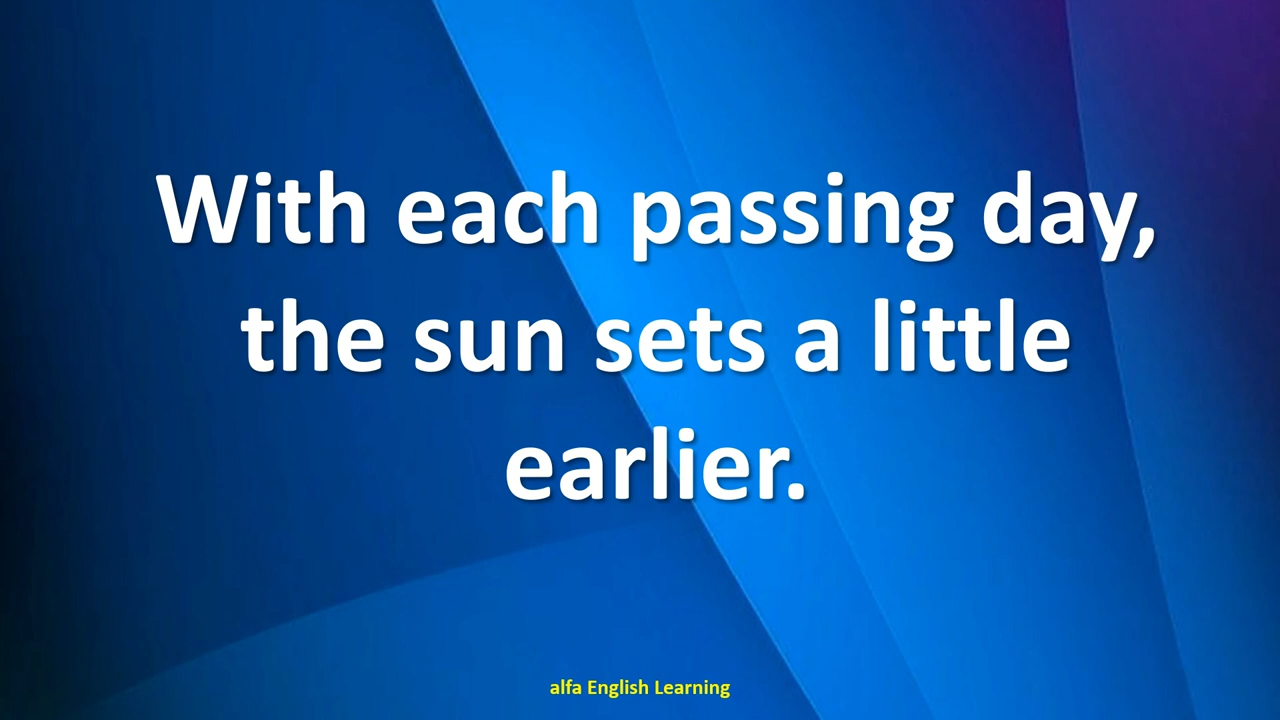 With each passing day,
the sun sets a little
earlier.
alfa English Learning